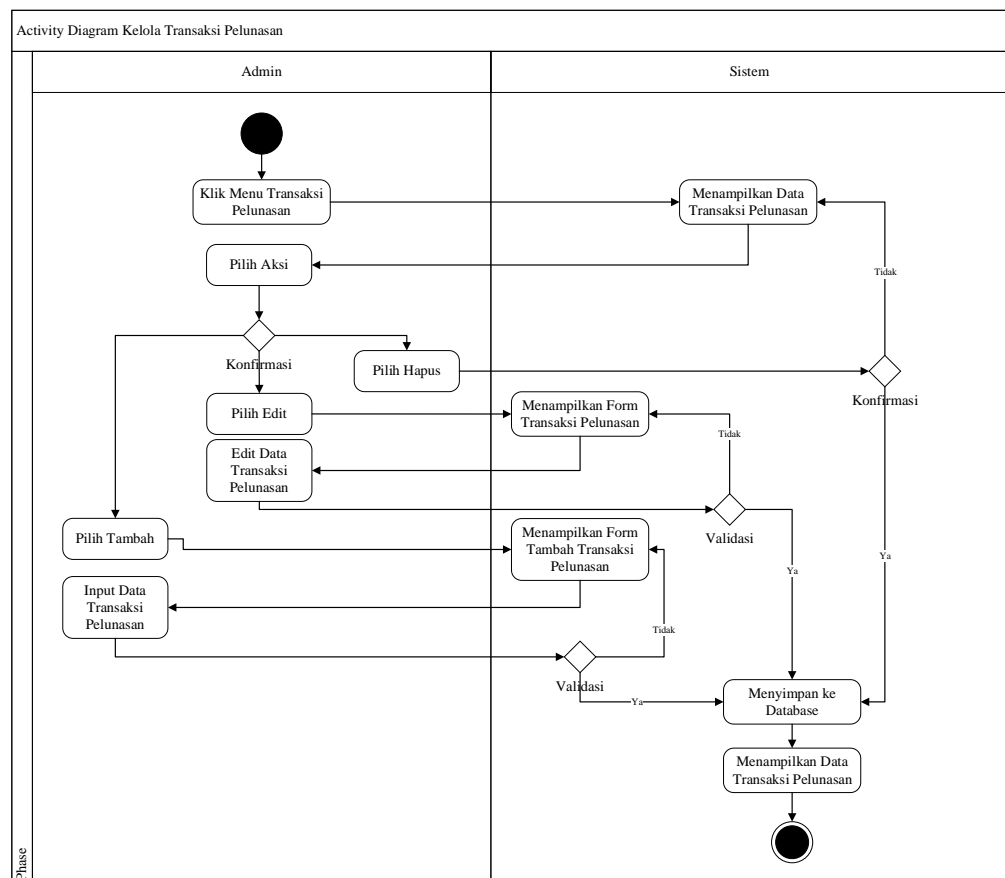 Activity Diagram Kelola Transaksi Pelunasan
Admin
Sistem
Klik Menu Transaksi
Pelunasan
Menampilkan Data
Transaksi Pelunasan
Pilih Aksi
Tidak
Konfirmasi
Pilih Hapus
Konfirmasi
Pilih Edit
Menampilkan Form
Transaksi Pelunasan
Tidak
Edit Data
Transaksi
Pelunasan
Validasi
Pilih Tambah
Menampilkan Form
Tambah Transaksi
Pelunasan
Ya
Ya
Input Data
Transaksi
Pelunasan
Tidak
Validasi
Ya
Menyimpan ke
Database
Menampilkan Data
Transaksi Pelunasan
Phase